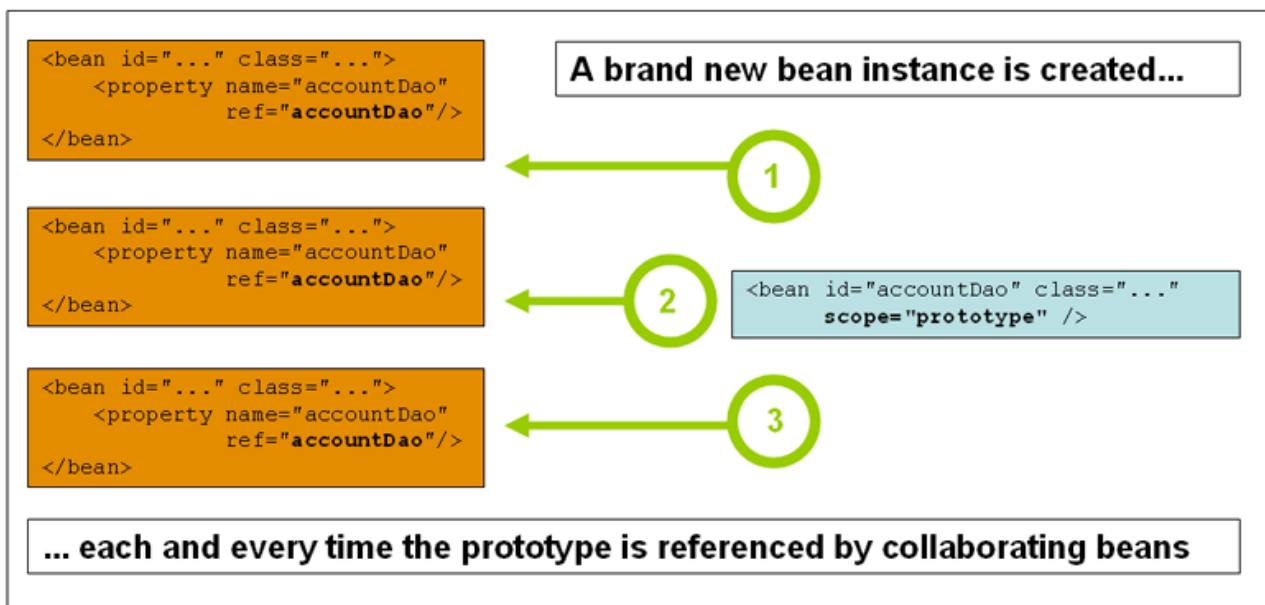 <bean id="..." class="...">
    <property name="accountDao"
              ref="accountDao"/>
</bean>
A brand new bean instance is created...
1
<bean id="..." class="...">
    <property name="accountDao"
              ref="accountDao"/>
</bean>
2
<bean id="accountDao" class="..."
      scope="prototype" />
<bean id="..." class="...">
    <property name="accountDao"
              ref="accountDao"/>
</bean>
3
... each and every time the prototype is referenced by collaborating beans